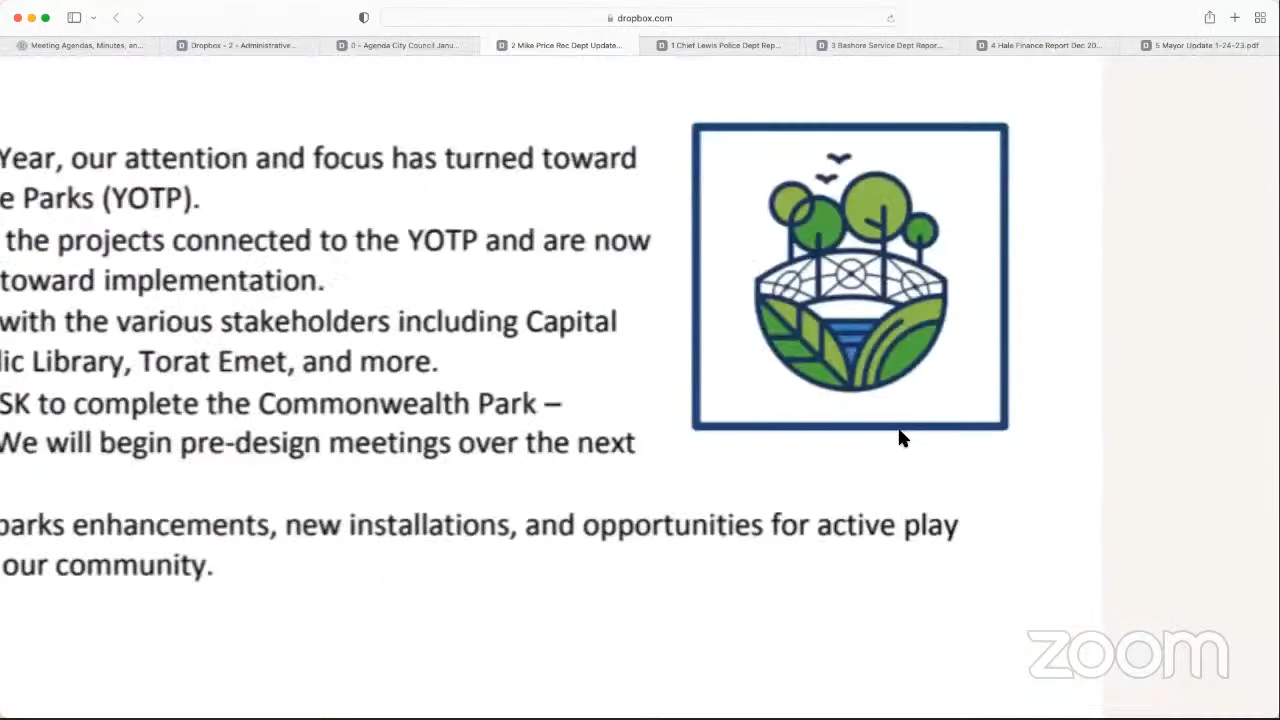 dropbox.com
Meeting Agendas, Minutes, an...
Dropbox - 2 - Administrative...
0 - Agenda City Council Janu...
2 Mike Price Rec Dept Update...
1 Chief Lewis Police Dept Rep...
3 Bashore Service Dept Repor...
4 Hale Finance Report Dec 20...
5 Mayor Update 1-24-23.pdf
Year, our attention and focus has turned toward
e Parks (YOTP).
the projects connected to the YOTP and are now
toward implementation.
with the various stakeholders including Capital
lic Library, Torat Emet, and more.
SK to complete the Commonwealth Park –
We will begin pre-design meetings over the next
parks enhancements, new installations, and opportunities for active play
our community.
zoom